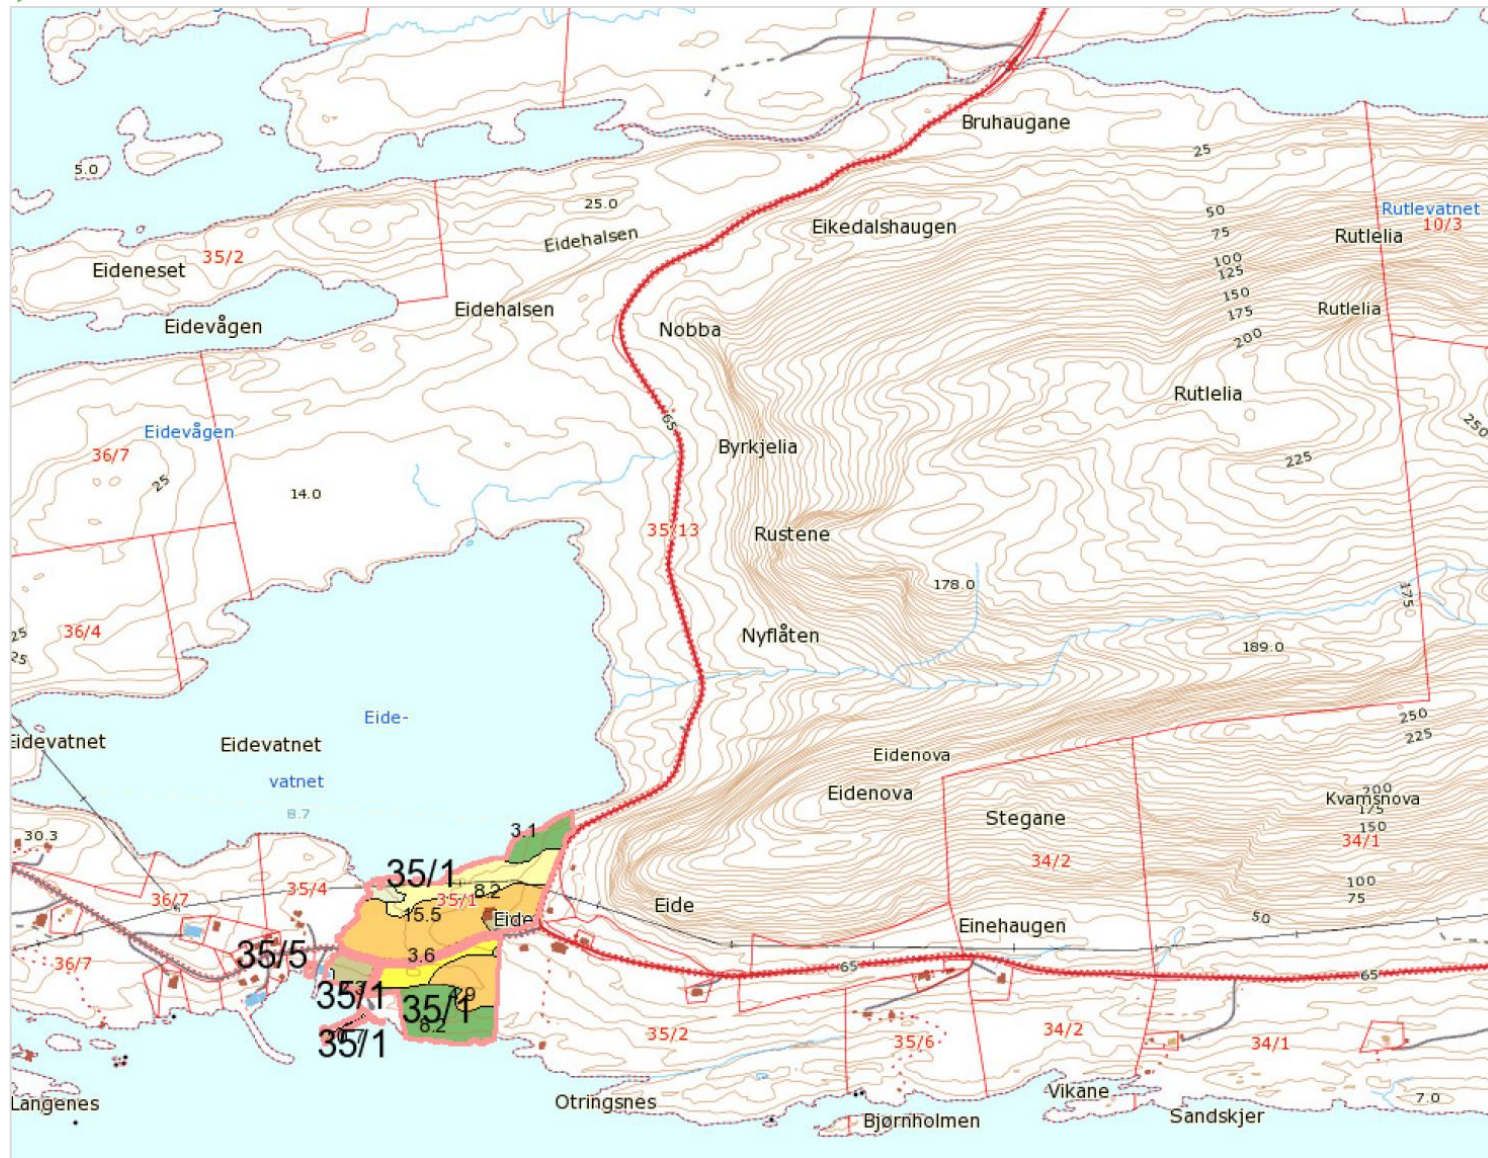 Bruhaugane
25
5.0
25.0
50
Rutlevatnet
10/3
Eikedalshaugen
75
Rutlelia
Eidehalsen
35/2
Eideneset
100
125
150
Eidehalsen
Rutlelia
175
Eidevågen
Nobba
200
Rutlelia
65
250
Eidevågen
Byrkjelia
36/7
225
25
14.0
35/13
Rustene
178.0
175
36/4
25
Nyflåten
189.0
25
Eide-
250
Eidevatnet
Eidevatnet
225
Eidenova
vatnet
Eidenova
200
Kvamsnova
175
8.7
Stegane
150
3.1
30.3
34/1
34/2
35/1
100
35/4
8.2
75
36/7
35/1
15.5
Eide
Eide
50
Einehaugen
35/5
3.6
36/7
65
65
35/1
35/1
8.2
35/1
35/2
35/6
34/2
34/1
Vikane
7.0
Langenes
Otringsnes
Sandskjer
Bjørnholmen